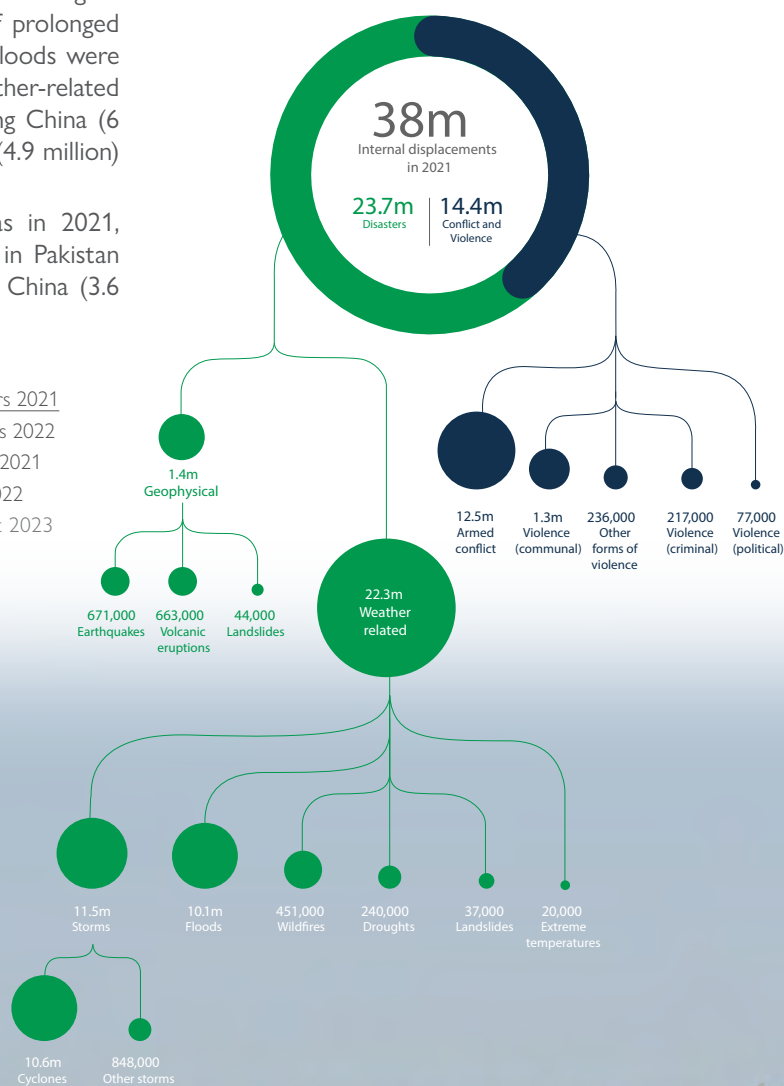 f prolonged
loods were
ther-related
ng China (6
(4.9 million)
as in 2021,
in Pakistan
China (3.6
rs 2021
s 2022
2021
022
t 2023
38m
Internal displacements
in 2021
23.7m
Disasters
14.4m
Conflict and
Violence
1.4m
Geophysical
671,000
Earthquakes
663,000
Volcanic
eruptions
44,000
Landslides
12.5m
Armed
conflict
1.3m
Violence
(communal)
236,000
Other
forms of
violence
217,000
Violence
(criminal)
77,000
Violence
(political)
22.3m
Weather
related
11.5m
Storms
10.1m
Floods
451,000
Wildfires
240,000
Droughts
37,000
Landslides
20,000
Extreme
temperatures
10.6m
Cyclones
848,000
Other storms